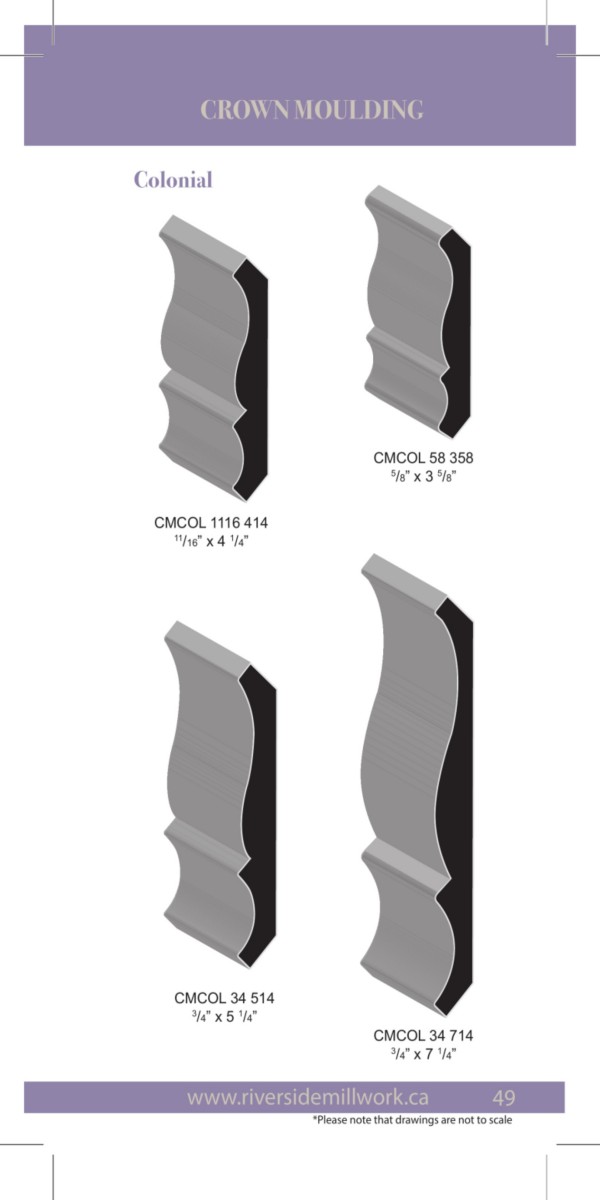 CROWN MOULDING
Colonial
CMCOL 58 358
5/8" x 3 5/8"
CMCOL 1116 414
11/16" x 4 1/4"
CMCOL 34 514
3/4" x 5 1/4"
CMCOL 34 714
3/4" x 7 1/4"
www.riversidemillwork.ca 49
*Please note that drawings are not to scale